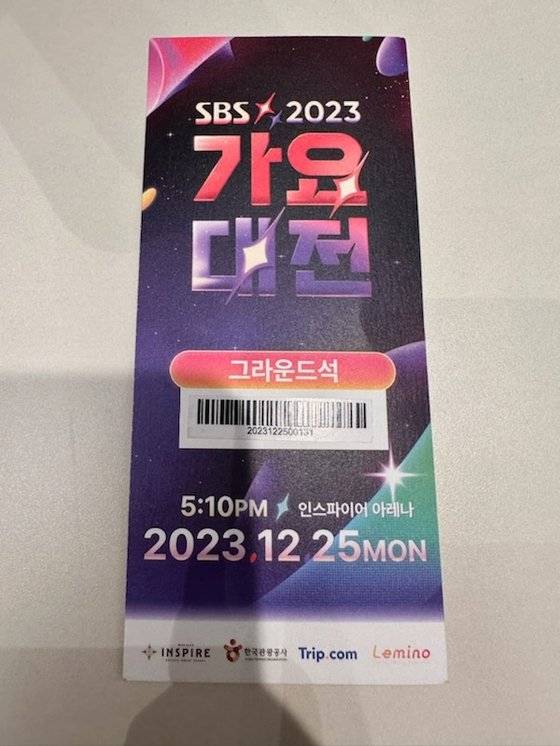 SBS 2023
가요
대전
그라운드석
2023122500131
5:10PM 인스파이어 아레나
2023.12.25MON
INSPIRE 한국관광공사 Trip.com Lemino